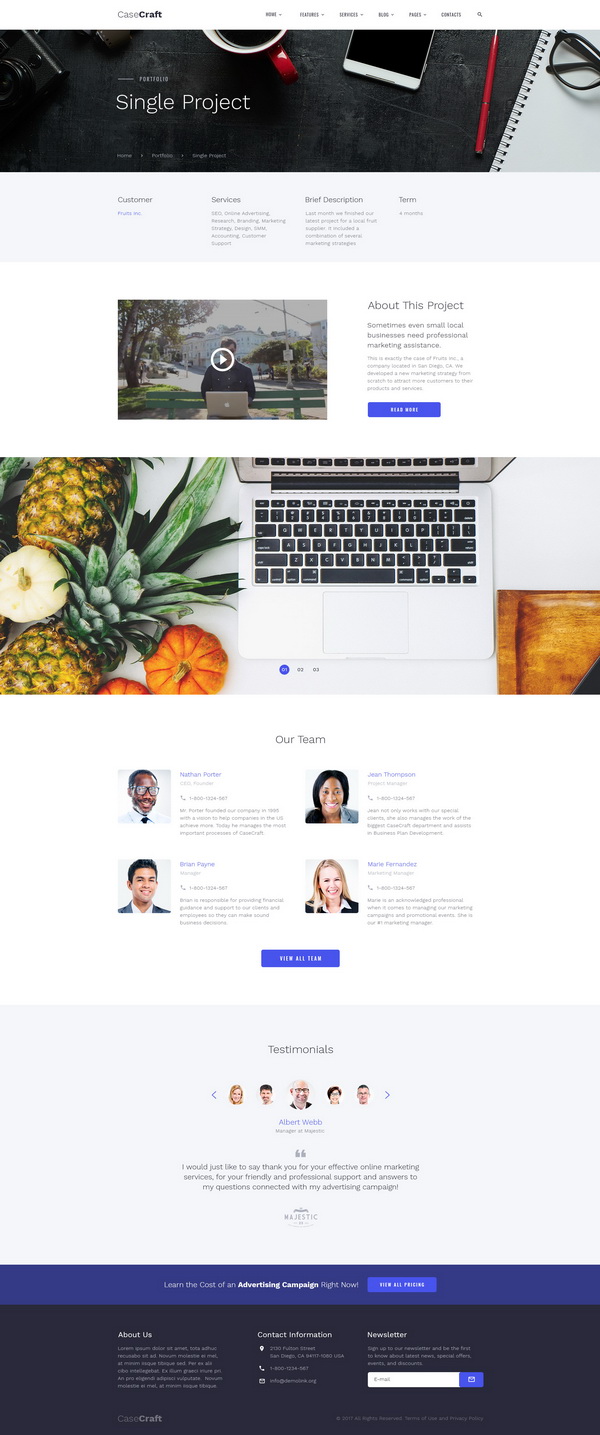 CaseCraft
HOME FEATURES SERVICES BLOG PAGES CONTACTS
PORTFOLIO
Single Project
Home Portfolio Single Project
Customer
Fruits Inc.
Services
SEO, Online Advertising,
Research, Branding, Marketing
Strategy, Design, SMM,
Accounting, Customer
Support
Brief Description
Last month we finished our
latest project for a local fruit
supplier. It included a
combination of several
marketing strategies
Term
4 months
About This Project
Sometimes even small local
businesses need professional
marketing assistance.
This is exactly the case of Fruits Inc., a
company located in San Diego, CA. We
developed a new marketing strategy from
scratch to attract more customers to their
products and services.
READ MORE
01 02 03
Our Team
Nathan Porter
CEO, Founder
1-800-1324-567
Mr. Porter founded our company in 1995
with a vision to help companies in the US
achieve more. Today he manages the most
important processes of CaseCraft.
Jean Thompson
Project Manager
1-800-1324-567
Jean not only works with our special
clients, she also manages the work of the
biggest CaseCraft department and assists
in Business Plan Development.
Brian Payne
Manager
1-800-1324-567
Brian is responsible for providing financial
guidance and support to our clients and
employees so they can make sound
business decisions.
Marie Fernandez
Marketing Manager
1-800-1324-567
Marie is an acknowledged professional
when it comes to managing our marketing
campaigns and promotional events. She is
our #1 marketing manager.
VIEW ALL TEAM
Testimonials
Albert Webb
Manager at Majestic
I would just like to say thank you for your effective online marketing
services, for your friendly and professional support and answers to
my questions connected with my advertising campaign!
MAJESTIC
Learn the Cost of an Advertising Campaign Right Now!
VIEW ALL PRICING
About Us
Lorem ipsum dolor sit amet, tota adhuc
recusabo sit ad. Novum molestie ei mei,
at minim iisque tibique sed. Per ex alii
cibo intellegebat. Ex illum graeci iriure pri.
An pro eligendi adipisci vulputate. Novum
molestie ei mei, at minim iisque tibique.
Contact Information
2130 Fulton Street
San Diego, CA 94117-1080 USA
1-800-1234-567
info@demolink.org
Newsletter
Sign up to our newsletter and be the first
to know about latest news, special offers,
events, and discounts.
E-mail
CaseCraft
© 2017 All Rights Reserved. Terms of Use and Privacy Policy